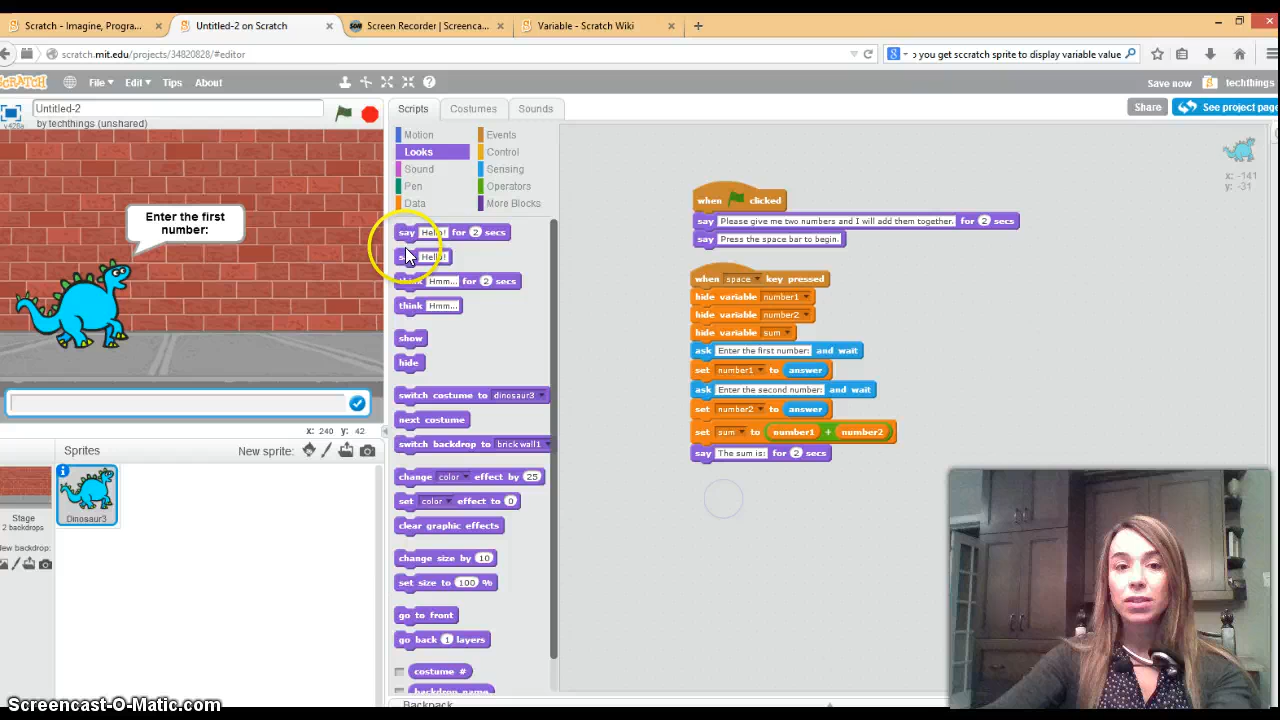 Scratch - Imagine, Progra...
Untitled-2 on Scratch
Screen Recorder | Screenca...
Variable - Scratch Wiki
scratch.mit.edu/projects/34820828/#editor
p you get sccratch sprite to display variable value
SCRATCH
File
Edit
Tips
About
Save now
techthings
Untitled-2
by techthings (unshared)
v428a
Scripts
Costumes
Sounds
Share
See project page
Motion
Events
Looks
Control
Sound
Sensing
Pen
Operators
Data
More Blocks
x: -141
y: -31
Enter the first
number:
say Hello! for 2 secs
Hello!
think Hmm... for 2 secs
think Hmm...
show
hide
switch costume to dinosaur3
next costume
switch backdrop to brick wall1
change color effect by 25
set color effect to 0
clear graphic effects
change size by 10
set size to 100 %
go to front
go back 1 layers
costume #
backdrop name
when clicked
say Please give me two numbers and I will add them together. for 2 secs
say Press the space bar to begin.
when space key pressed
hide variable number1
hide variable number2
hide variable sum
ask Enter the first number: and wait
set number1 to answer
ask Enter the second number: and wait
set number2 to answer
set sum to number1 + number2
say The sum is: for 2 secs
x: 240 y: 42
Sprites
New sprite:
Stage
2 backdrops
New backdrop:
Dinosaur3
Backpack
Screencast-O-Matic.com